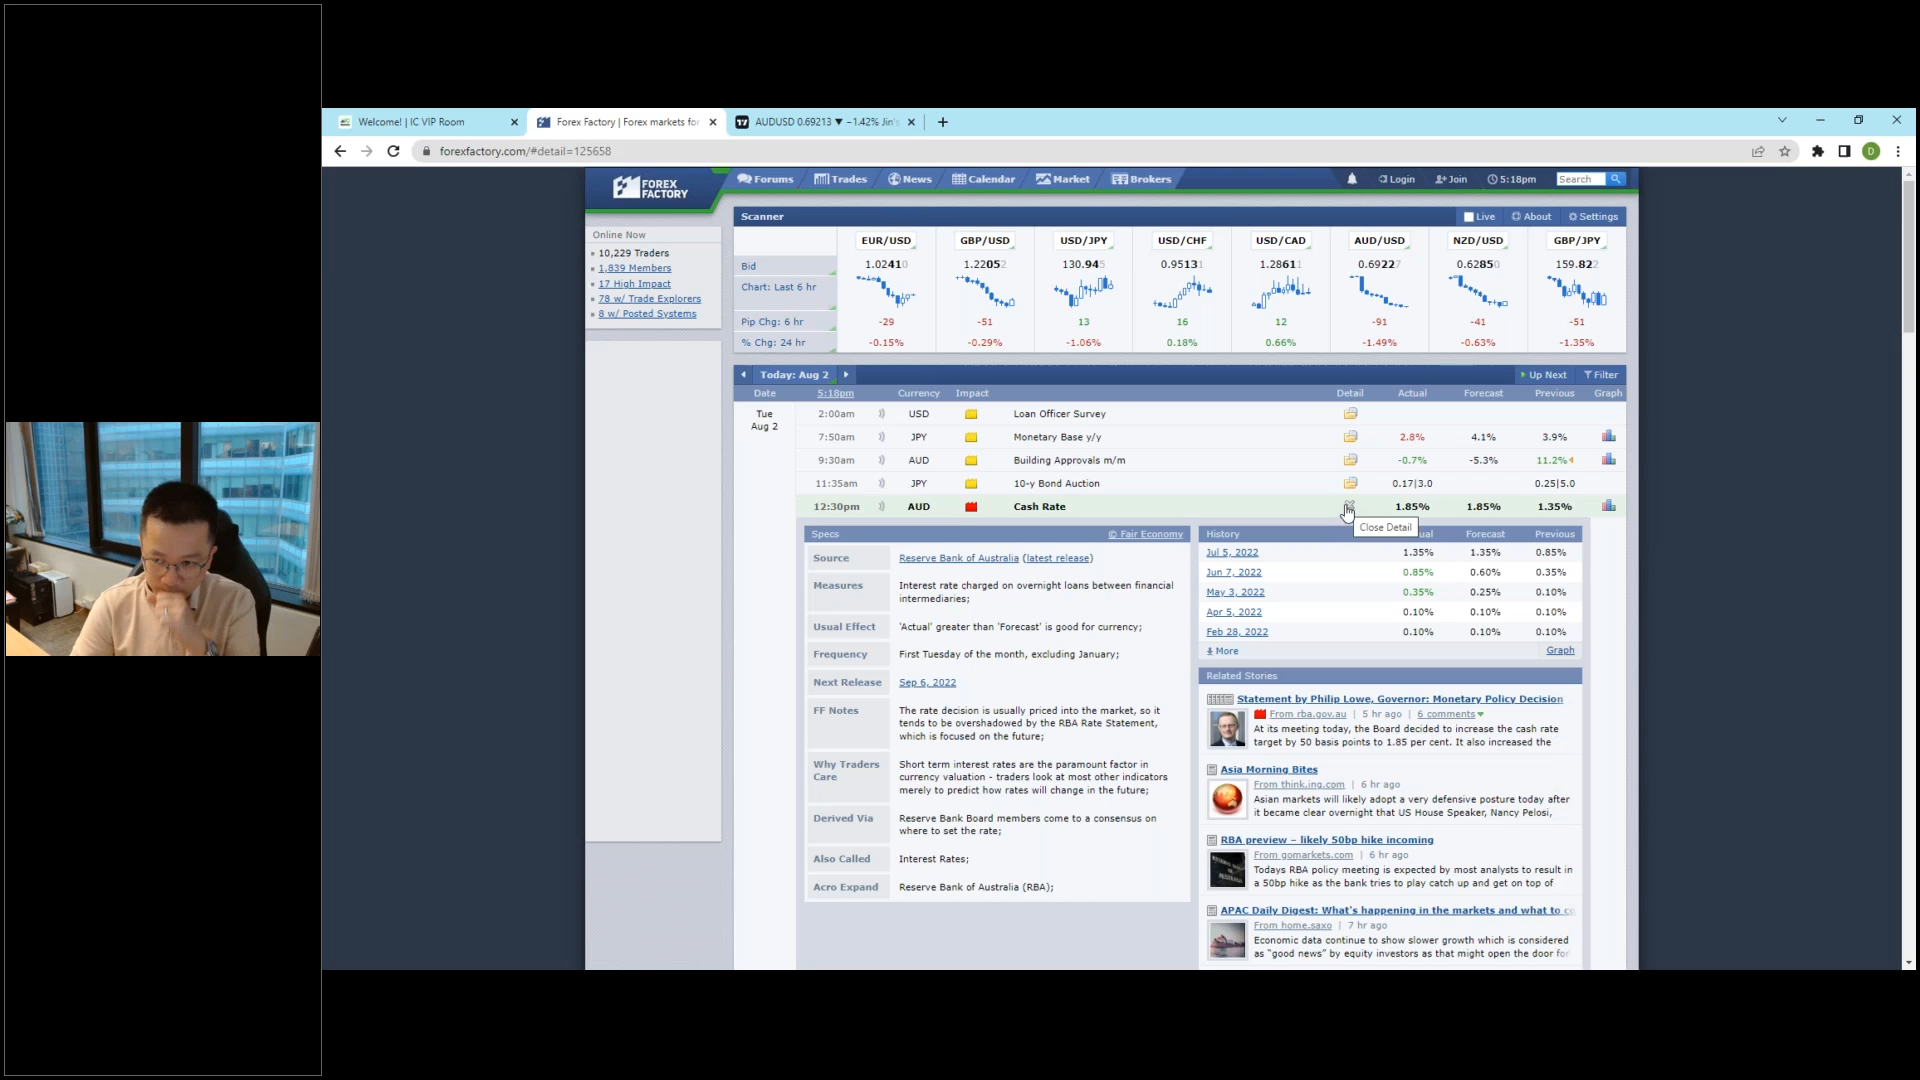 Welcome! | IC VIP Room
Forex Factory | Forex markets for
AUDUSD 0.69213 ▼ −1.42% Jin's
forexfactory.com/#detail=125658
D
FOREX FACTORY
Forums Trades News Calendar Market Brokers
Login Join 5:18pm Search
Online Now
10,229 Traders
1,839 Members
17 High Impact
78 w/ Trade Explorers
8 w/ Posted Systems
Scanner Live About Settings
EUR/USD GBP/USD USD/JPY USD/CHF USD/CAD AUD/USD NZD/USD GBP/JPY
Bid 1.02410 1.22052 130.945 0.95131 1.28611 0.69227 0.62850 159.822
Chart: Last 6 hr
Pip Chg: 6 hr -29 -51 13 16 12 -91 -41 -51
% Chg: 24 hr -0.15% -0.29% -1.06% 0.18% 0.66% -1.49% -0.63% -1.35%
Today: Aug 2 Up Next Filter
Date 5:18pm Currency Impact Detail Actual Forecast Previous Graph
Tue
Aug 2
2:00am USD Loan Officer Survey
7:50am JPY Monetary Base y/y 2.8% 4.1% 3.9%
9:30am AUD Building Approvals m/m -0.7% -5.3% 11.2%
11:35am JPY 10-y Bond Auction 0.17|3.0 0.25|5.0
12:30pm AUD Cash Rate 1.85% 1.85% 1.35%
Close Detail
Specs © Fair Economy
Source Reserve Bank of Australia (latest release)
Measures Interest rate charged on overnight loans between financial
intermediaries;
Usual Effect 'Actual' greater than 'Forecast' is good for currency;
Frequency First Tuesday of the month, excluding January;
Next Release Sep 6, 2022
FF Notes The rate decision is usually priced into the market, so it
tends to be overshadowed by the RBA Rate Statement,
which is focused on the future;
Why Traders Care Short term interest rates are the paramount factor in
currency valuation - traders look at most other indicators
merely to predict how rates will change in the future;
Derived Via Reserve Bank Board members come to a consensus on
where to set the rate;
Also Called Interest Rates;
Acro Expand Reserve Bank of Australia (RBA);
History ual Forecast Previous
Jul 5, 2022 1.35% 1.35% 0.85%
Jun 7, 2022 0.85% 0.60% 0.35%
May 3, 2022 0.35% 0.25% 0.10%
Apr 5, 2022 0.10% 0.10% 0.10%
Feb 28, 2022 0.10% 0.10% 0.10%
More Graph
Related Stories
Statement by Philip Lowe, Governor: Monetary Policy Decision
From rba.gov.au | 5 hr ago | 6 comments
At its meeting today, the Board decided to increase the cash rate
target by 50 basis points to 1.85 per cent. It also increased the
Asia Morning Bites
From think.ing.com | 6 hr ago
Asian markets will likely adopt a very defensive posture today after
it became clear overnight that US House Speaker, Nancy Pelosi,
RBA preview – likely 50bp hike incoming
From gomarkets.com | 6 hr ago
Todays RBA policy meeting is expected by most analysts to result in
a 50bp hike as the bank tries to play catch up and get on top of
APAC Daily Digest: What's happening in the markets and what to co
From home.saxo | 7 hr ago
Economic data continue to show slower growth which is considered
as "good news" by equity investors as that might open the door for